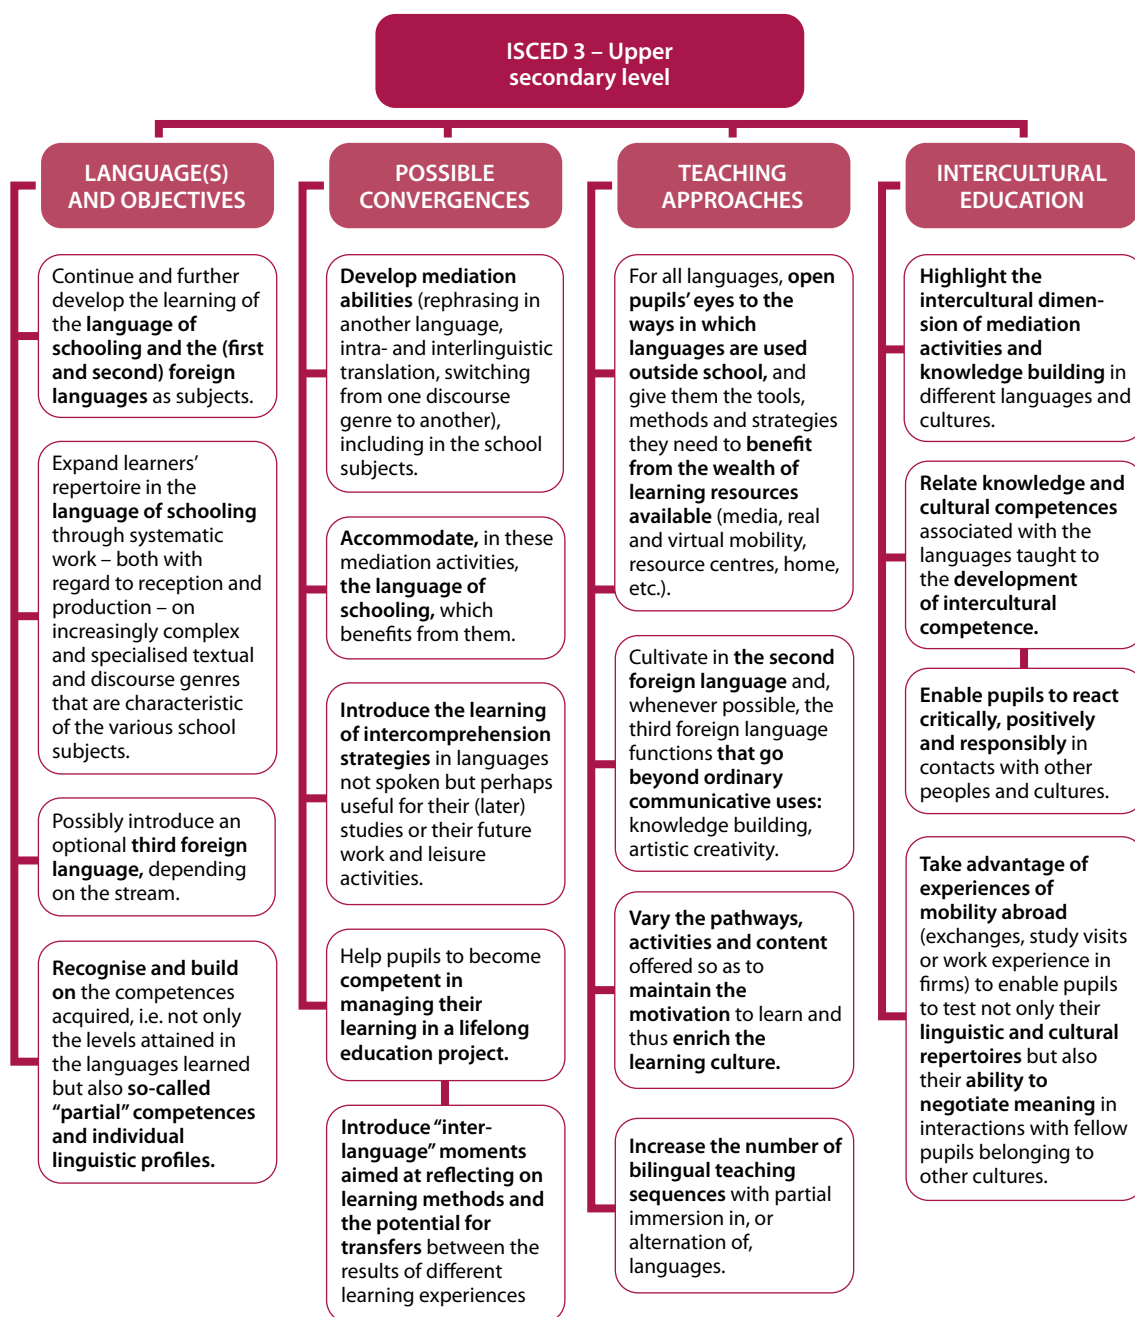 ISCED 3 – Upper
secondary level
LANGUAGE(S)
AND OBJECTIVES
Continue and further
develop the learning of
the language of
schooling and the (first
and second) foreign
languages as subjects.
Expand learners’
repertoire in the
language of schooling
through systematic
work – both with
regard to reception and
production – on
increasingly complex
and specialised textual
and discourse genres
that are characteristic
of the various school
subjects.
Possibly introduce an
optional third foreign
language, depending
on the stream.
Recognise and build
on the competences
acquired, i.e. not only
the levels attained in
the languages learned
but also so-called
“partial” competences
and individual
linguistic profiles.
POSSIBLE
CONVERGENCES
Develop mediation
abilities (rephrasing in
another language,
intra- and interlinguistic
translation, switching
from one discourse
genre to another),
including in the school
subjects.
Accommodate, in these
mediation activities,
the language of
schooling, which
benefits from them.
Introduce the learning
of intercomprehension
strategies in languages
not spoken but perhaps
useful for their (later)
studies or their future
work and leisure
activities.
Help pupils to become
competent in
managing their
learning in a lifelong
education project.
Introduce “inter-
language” moments
aimed at reflecting on
learning methods and
the potential for
transfers between the
results of different
learning experiences
TEACHING
APPROACHES
For all languages, open
pupils’ eyes to the
ways in which
languages are used
outside school, and
give them the tools,
methods and strategies
they need to benefit
from the wealth of
learning resources
available (media, real
and virtual mobility,
resource centres, home,
etc.).
Cultivate in the second
foreign language and,
whenever possible, the
third foreign language
functions that go
beyond ordinary
communicative uses:
knowledge building,
artistic creativity.
Vary the pathways,
activities and content
offered so as to
maintain the
motivation to learn and
thus enrich the
learning culture.
Increase the number of
bilingual teaching
sequences with partial
immersion in, or
alternation of,
languages.
INTERCULTURAL
EDUCATION
Highlight the
intercultural dimen-
sion of mediation
activities and
knowledge building in
different languages and
cultures.
Relate knowledge and
cultural competences
associated with the
languages taught to
the development
of intercultural
competence.
Enable pupils to react
critically, positively
and responsibly in
contacts with other
peoples and cultures.
Take advantage of
experiences of
mobility abroad
(exchanges, study visits
or work experience in
firms) to enable pupils
to test not only their
linguistic and cultural
repertoires but also
their ability to
negotiate meaning in
interactions with fellow
pupils belonging to
other cultures.